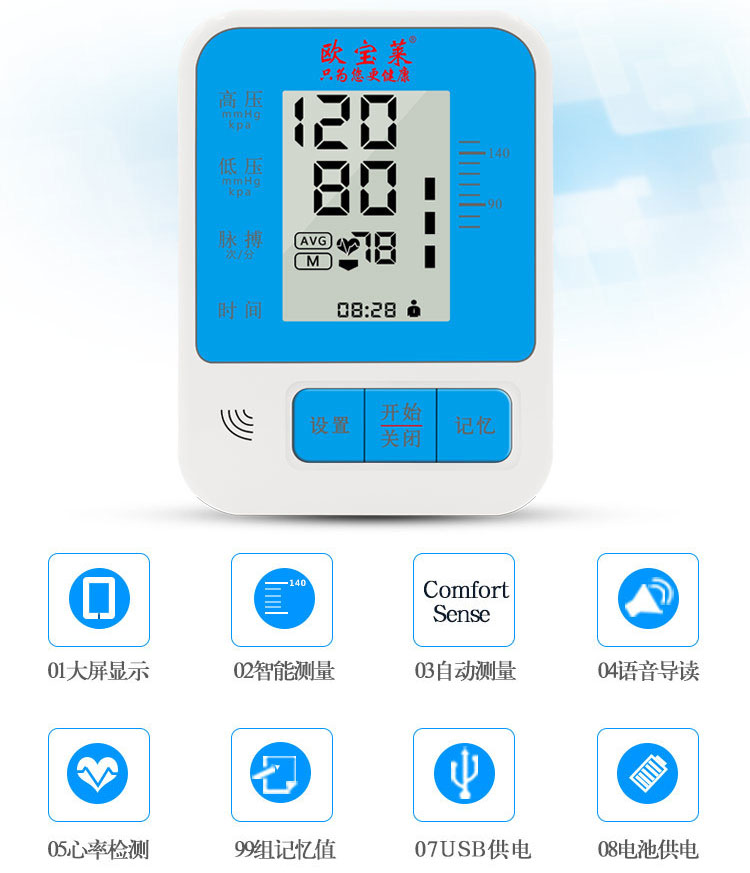 欧宝莱®
只为您更健康
高压
mmHg
kpa
120
低压
mmHg
kpa
80
140
90
脉搏
次/分
AVG
M
78
时间
08:28
设置
开始
关闭
记忆
140
Comfort
Sense
01大屏显示
02智能测量
03自动测量
04语音导读
05心率检测
99组记忆值
07USB供电
08电池供电